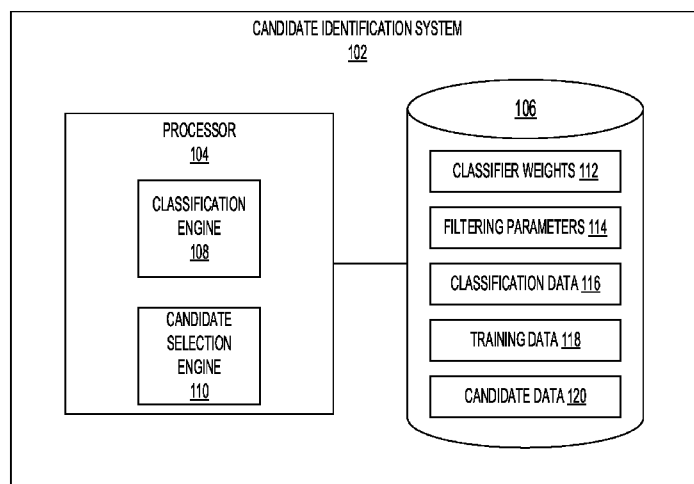 CANDIDATE IDENTIFICATION SYSTEM
102
PROCESSOR
104
CLASSIFICATION
ENGINE
108
CANDIDATE
SELECTION
ENGINE
110
106
CLASSIFIER WEIGHTS 112
FILTERING PARAMETERS 114
CLASSIFICATION DATA 116
TRAINING DATA 118
CANDIDATE DATA 120